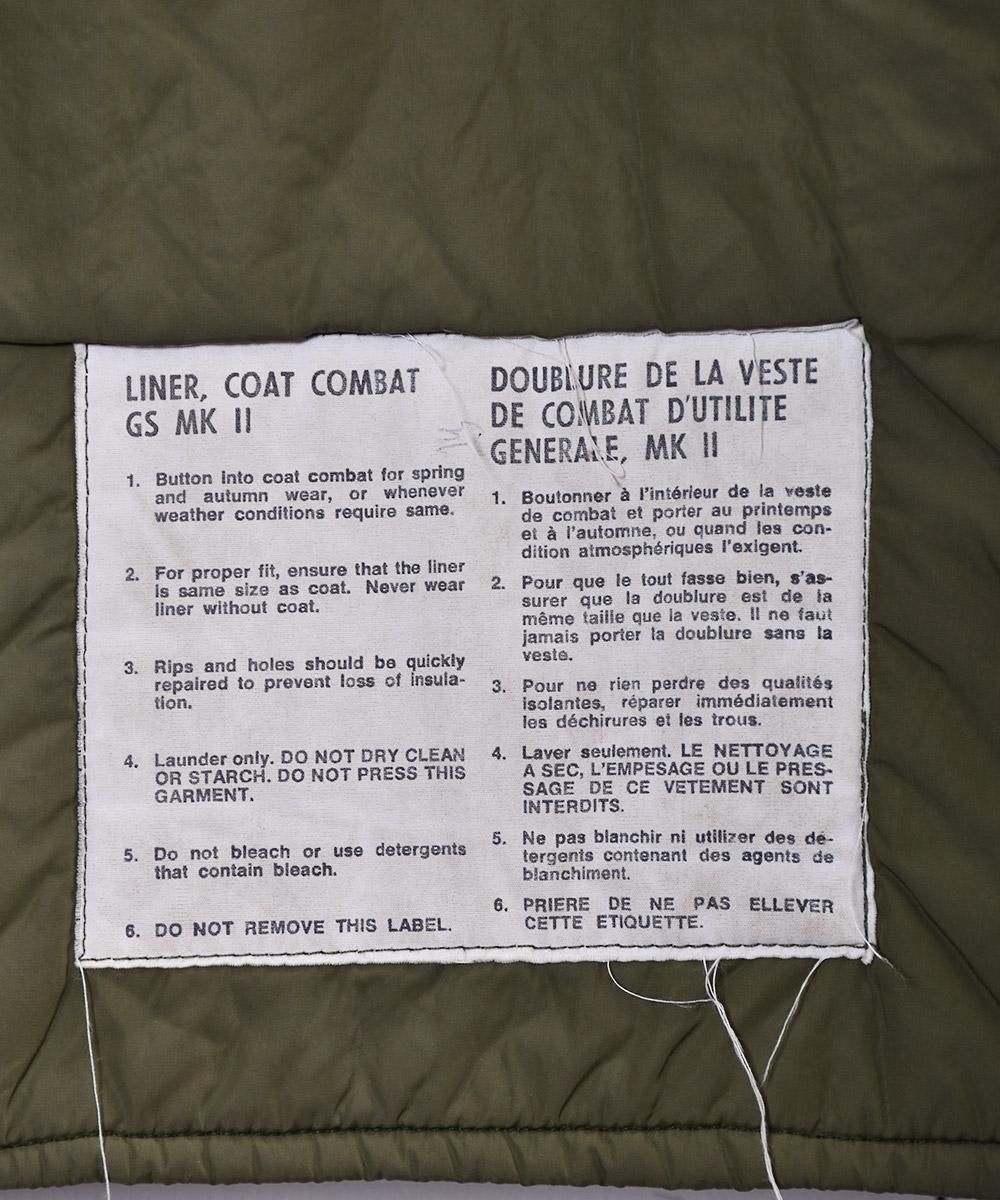 LINER, COAT COMBAT
GS MK II
1. Button into coat combat for spring
and autumn wear, or whenever
weather conditions require same.
2. For proper fit, ensure that the liner
is same size as coat. Never wear
liner without coat.
3. Rips and holes should be quickly
repaired to prevent loss of insula-
tion.
4. Launder only. DO NOT DRY CLEAN
OR STARCH. DO NOT PRESS THIS
GARMENT.
5. Do not bleach or use detergents
that contain bleach.
6. DO NOT REMOVE THIS LABEL.
DOUBLURE DE LA VESTE
DE COMBAT D'UTILITE
GENERALE, MK II
1. Boutonner à l'intérieur de la veste
de combat et porter au printemps
et à l'automne, ou quand les con-
dition atmosphériques l'exigent.
2. Pour que le tout fasse bien, s'as-
surer que la doublure est de la
même taille que la veste. Il ne faut
jamais porter la doublure sans la
veste.
3. Pour ne rien perdre des qualités
isolantes, réparer immédiatement
les déchirures et les trous.
4. Laver seulement. LE NETTOYAGE
A SEC, L'EMPESAGE OU LE PRES-
SAGE DE CE VETEMENT SONT
INTERDITS.
5. Ne pas blanchir ni utilizer des dé-
tergents contenant des agents de
blanchiment.
6. PRIERE DE NE PAS ELLEVER
CETTE ETIQUETTE.